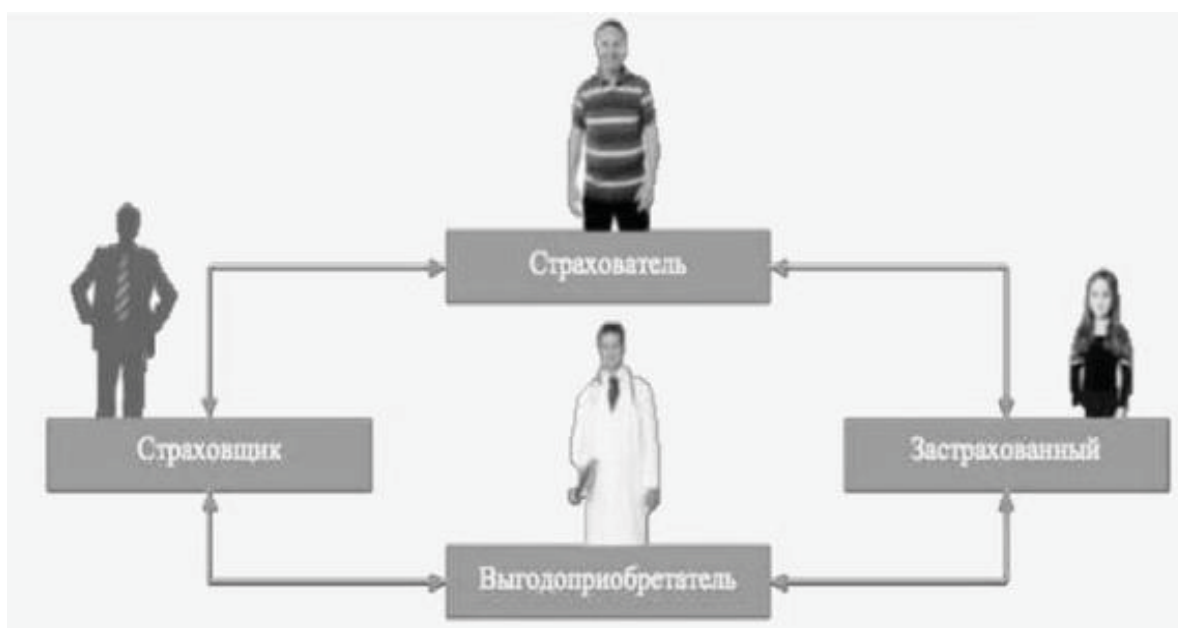 Страхователь
Страховщик
Застрахованный
Выгодоприобретатель